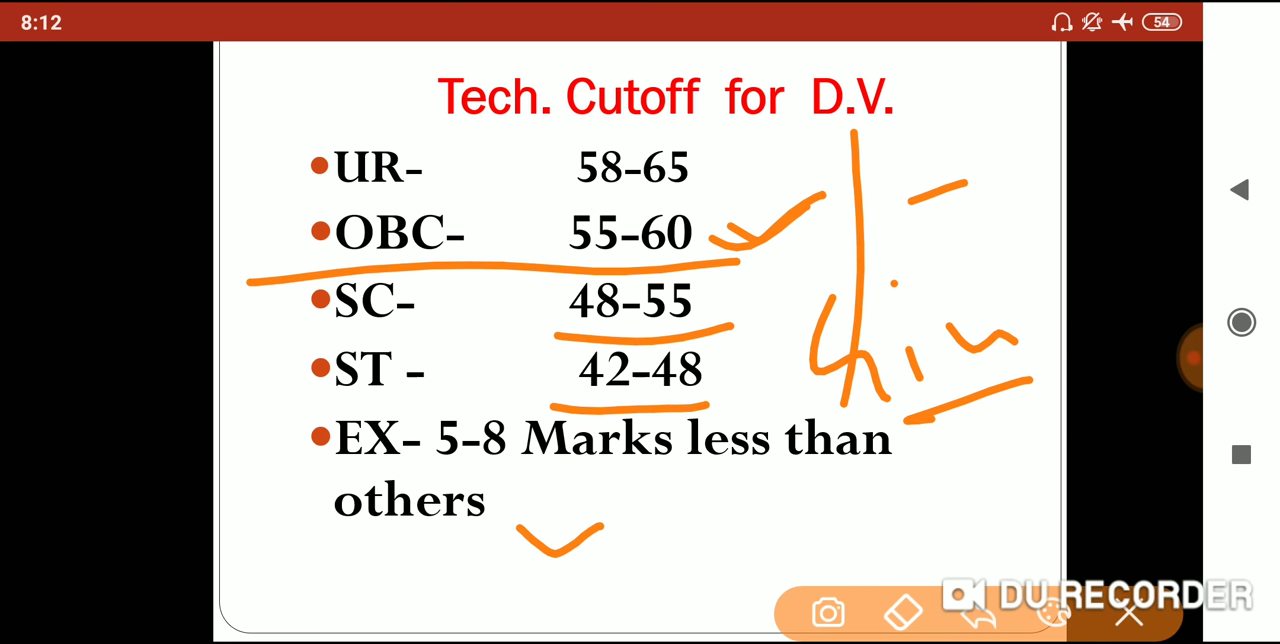 8:12
54
Tech. Cutoff for D.V.
•UR- 58-65
•OBC- 55-60
•SC- 48-55
•ST - 42-48
•EX- 5-8 Marks less than
others
DU RECORDER